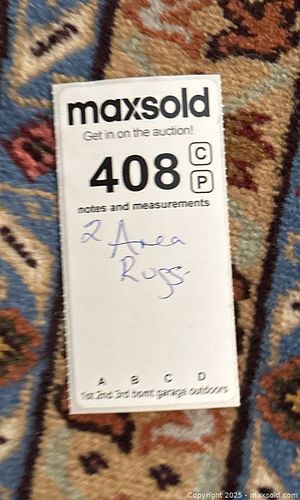 maxsold
Get in on the auction!
408 C
P
notes and measurements
2 Area
Rugs
A B C D
1st 2nd 3rd bsmt garage outdoors
Copyright 2025 - maxsold.com